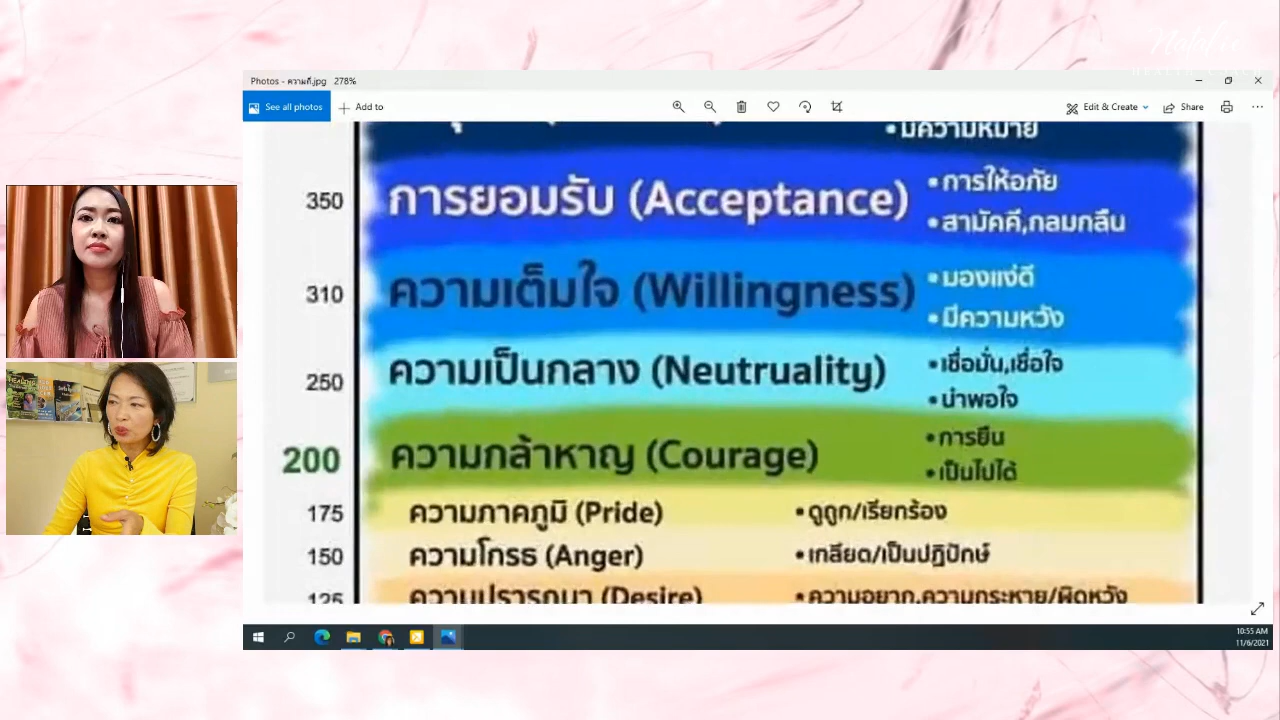 Natalie
Photos - ความถี่.jpg 278%
See all photos
Add to
Edit & Create
Share
• มีความหมาย
350
การยอมรับ (Acceptance)
• การให้อภัย
• สามัคคี,กลมกลืน
310
ความเต็มใจ (Willingness)
• มองแง่ดี
• มีความหวัง
250
ความเป็นกลาง (Neutruality)
• เชื่อมั่น,เชื่อใจ
• น่าพอใจ
200
ความกล้าหาญ (Courage)
• การยืน
• เป็นไปได้
175
ความภาคภูมิ (Pride)
• ดูถูก/เรียกร้อง
150
ความโกรธ (Anger)
• เกลียด/เป็นปฏิปักษ์
125
ความปรารถนา (Desire)
• ความอยาก,ความกระหาย/ผิดหวัง
10:55 AM
11/6/2021